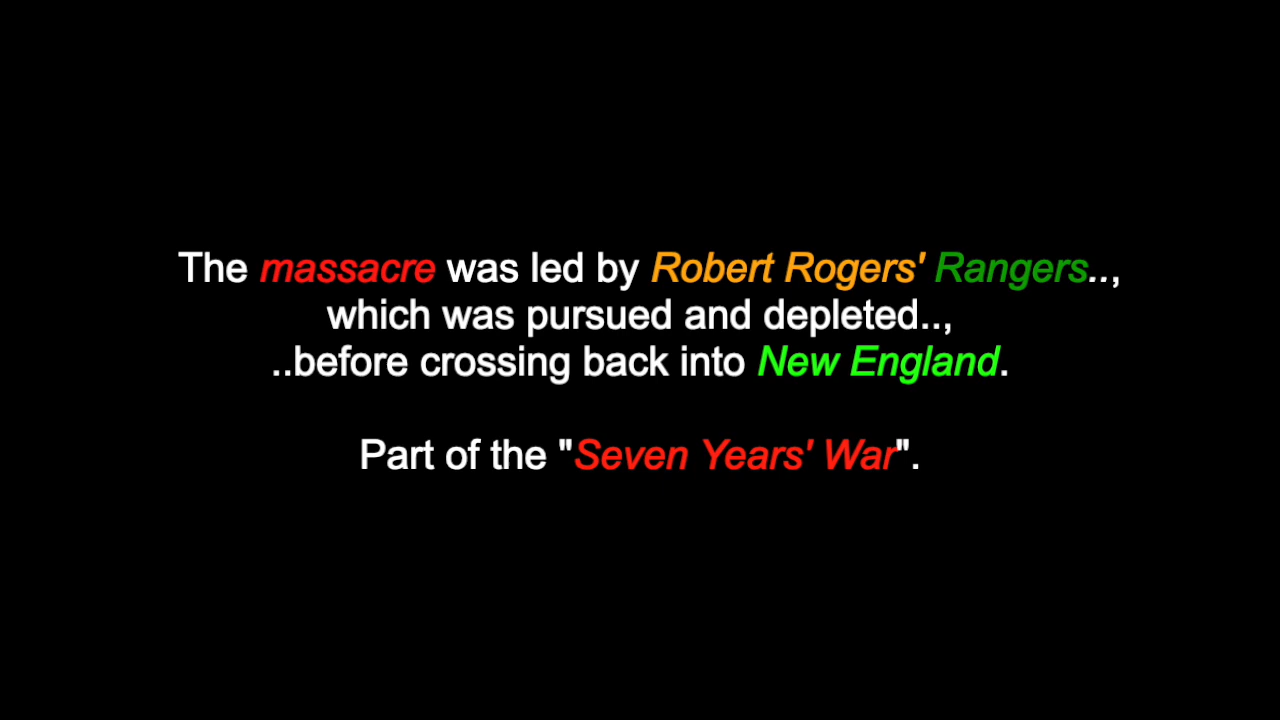 The massacre was led by Robert Rogers' Rangers..,
which was pursued and depleted..,
..before crossing back into New England.
Part of the "Seven Years' War".